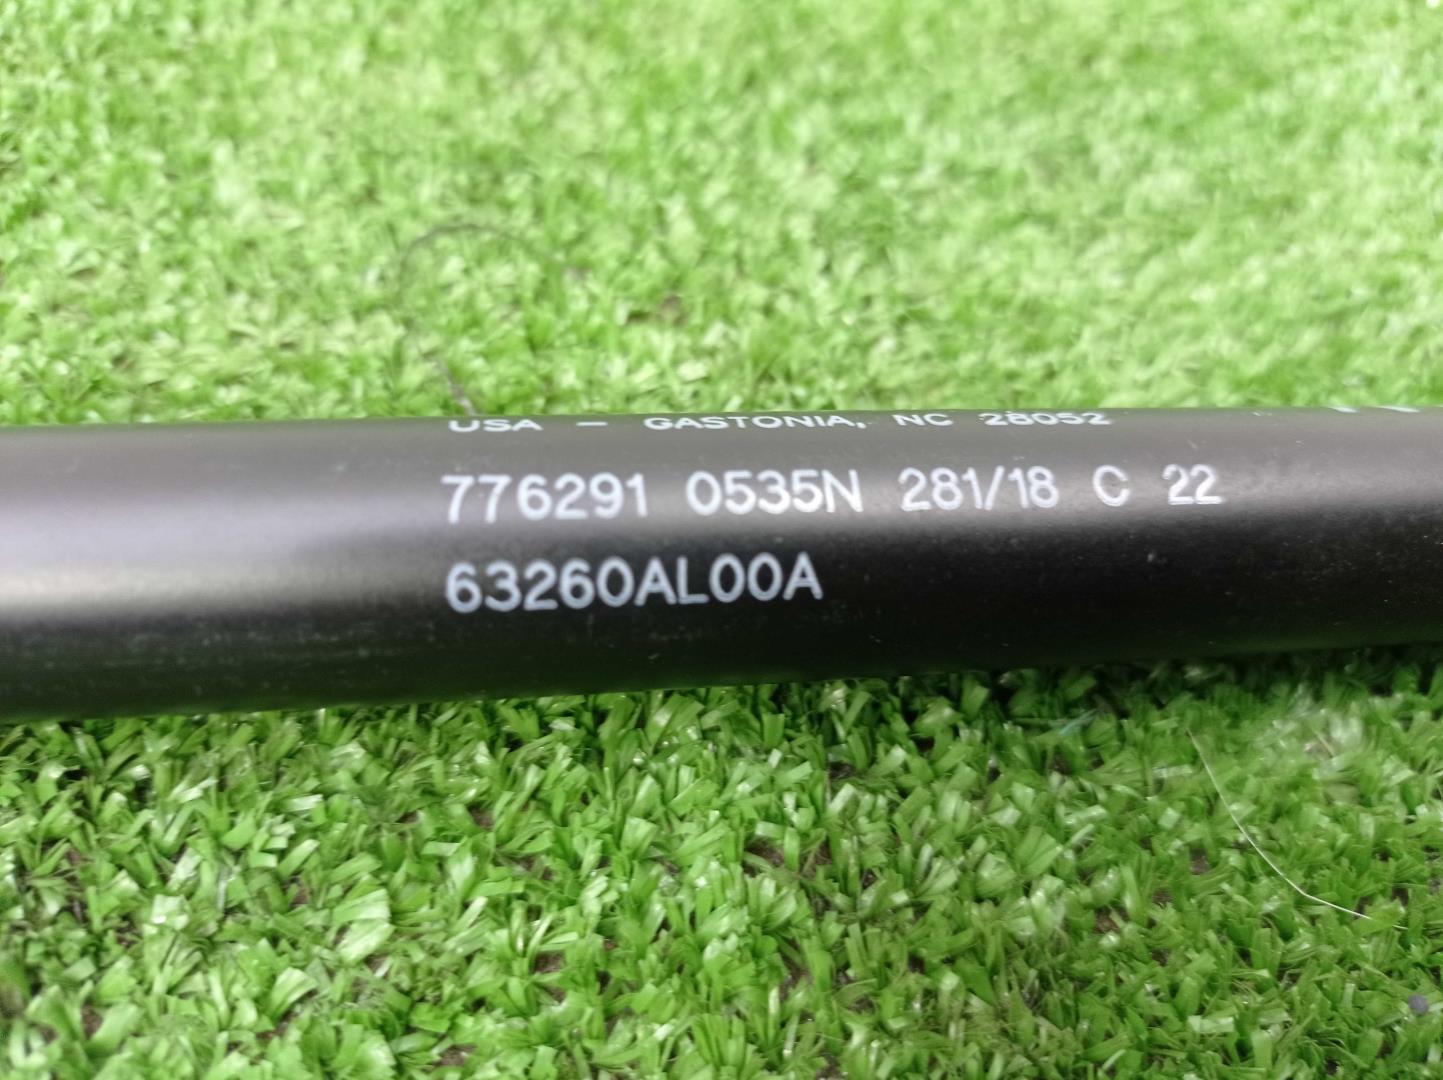 USA - GASTONIA, NC 28052
776291 0535N 281/18 C 22
63260AL00A